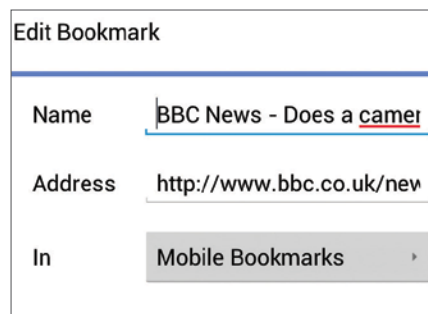 Edit Bookmark
Name BBC News - Does a camer
Address http://www.bbc.co.uk/new
In Mobile Bookmarks